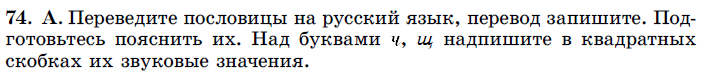 74. А. Переведите пословицы на русский язык, перевод запишите. Под-
готовьтесь пояснить их. Над буквами ч, щ надпишите в квадратных
скобках их звуковые значения.